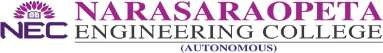 NEC
NARASARAOPETA
ENGINEERING COLLEGE
(AUTONOMOUS)